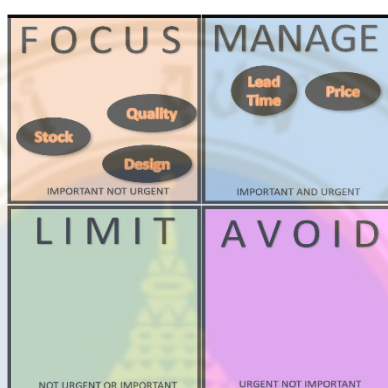 FOCUS
Stock
Quality
Design
IMPORTANT NOT URGENT
MANAGE
Lead
Time
Price
IMPORTANT AND URGENT
LIMIT
NOT URGENT OR IMPORTANT
AVOID
URGENT NOT IMPORTANT